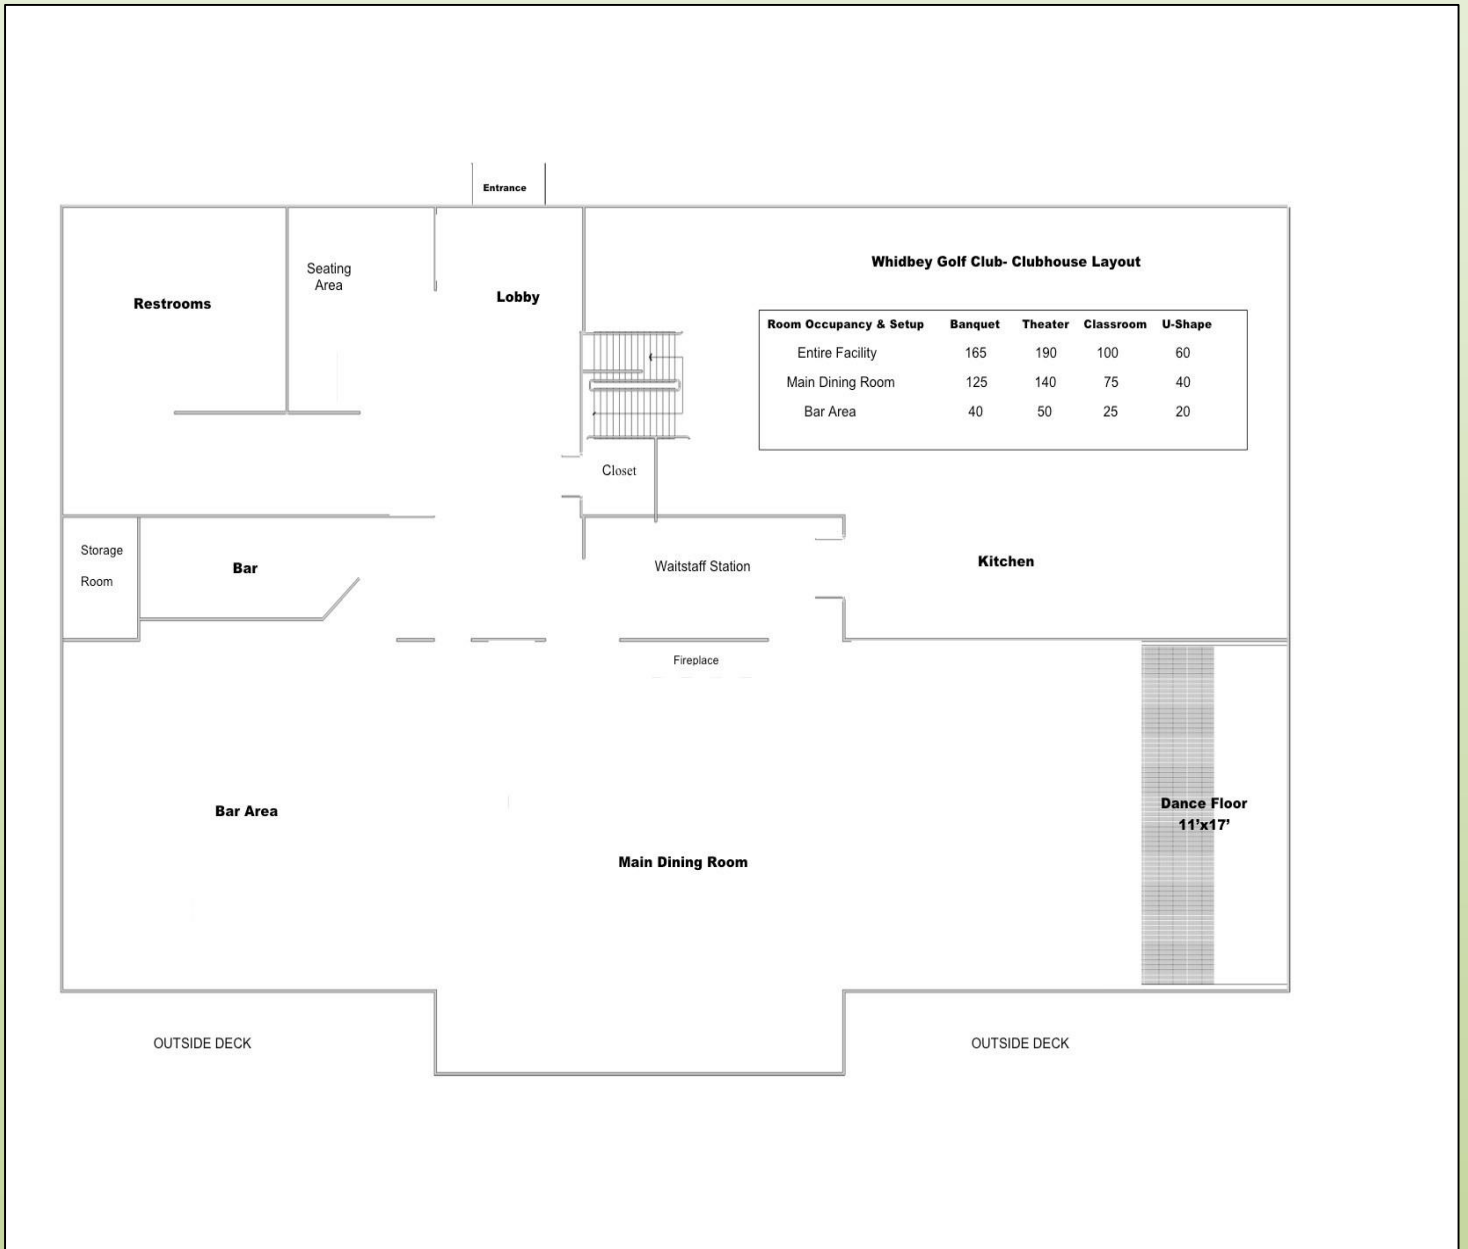 Entrance
Whidbey Golf Club- Clubhouse Layout
Seating
Area
Restrooms
Lobby
Room Occupancy & Setup Banquet Theater Classroom U-Shape
Entire Facility 165 190 100 60
Main Dining Room 125 140 75 40
Bar Area 40 50 25 20
Closet
Storage
Room
Bar
Waitstaff Station
Kitchen
Fireplace
Bar Area
Main Dining Room
Dance Floor
11’x17’
OUTSIDE DECK
OUTSIDE DECK